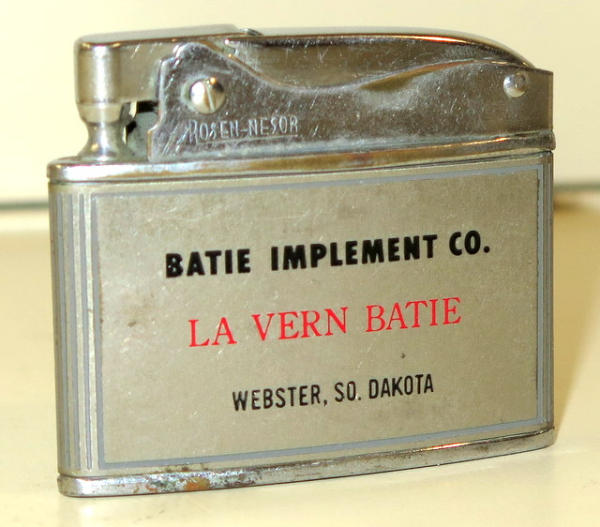 ROSEN-NESOR
BATIE IMPLEMENT CO.
LA VERN BATIE
WEBSTER, SO. DAKOTA